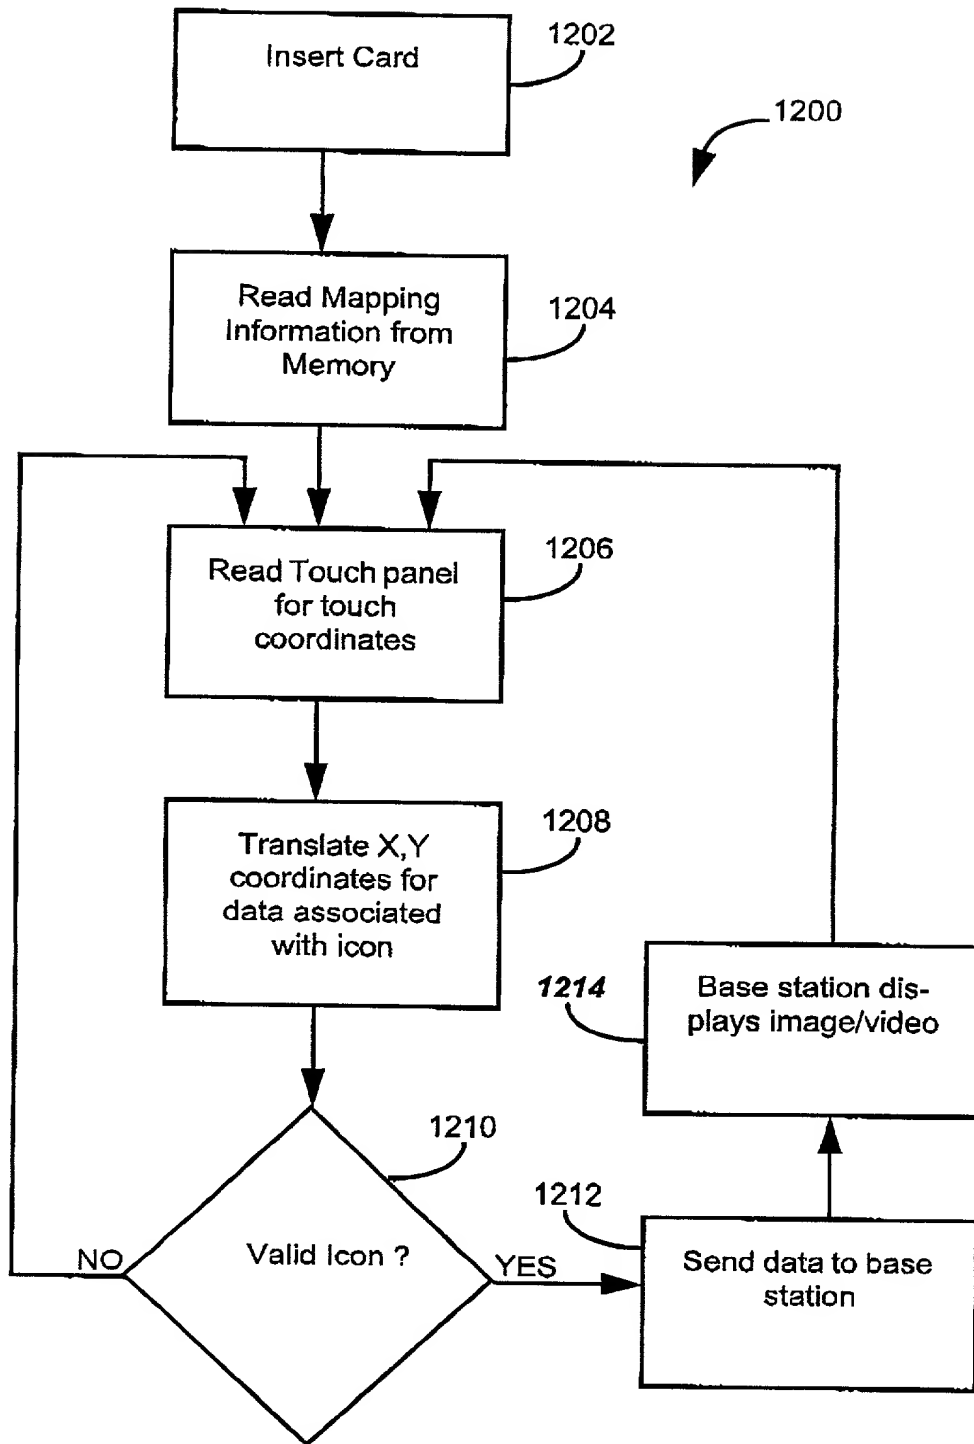 Insert Card
1202
1200
Read Mapping
Information from
Memory
1204
Read Touch panel
for touch
coordinates
1206
Translate X,Y
coordinates for
data associated
with icon
1208
1214
Base station dis-
plays image/video
1210
Valid Icon ?
NO
YES
1212
Send data to base
station